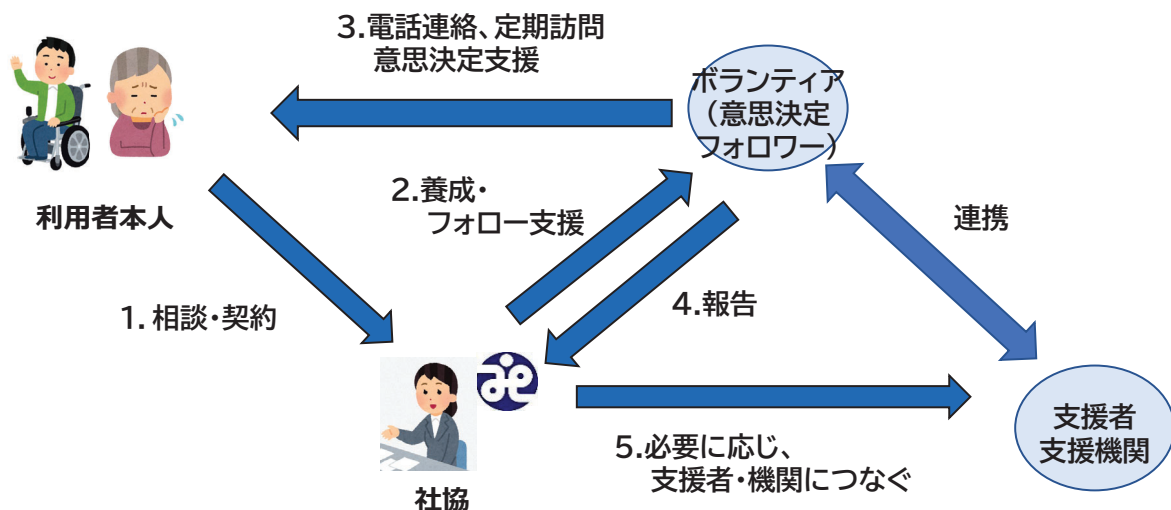 3.電話連絡、定期訪問
意思決定支援
ボランティア
(意思決定
フォロワー)
利用者本人
2.養成・
フォロー支援
連携
1.相談・契約
4.報告
社協
5.必要に応じ、
支援者・機関につなぐ
支援者
支援機関